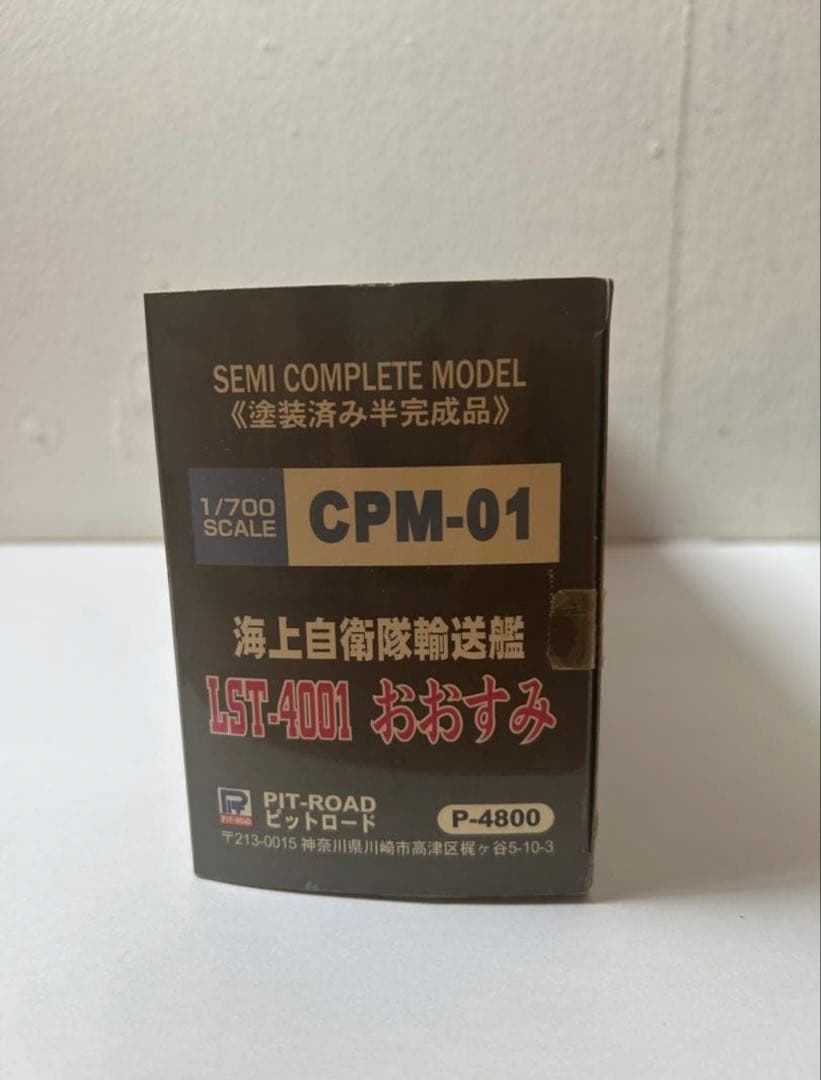 SEMI COMPLETE MODEL
《塗装済み半完成品》
1/700
SCALE
CPM-01
海上自衛隊輸送艦
LST-4001 おおすみ
PIT-ROAD
PIT-ROAD
ピットロード
P-4800
〒213-0015 神奈川県川崎市高津区梶ヶ谷5-10-3